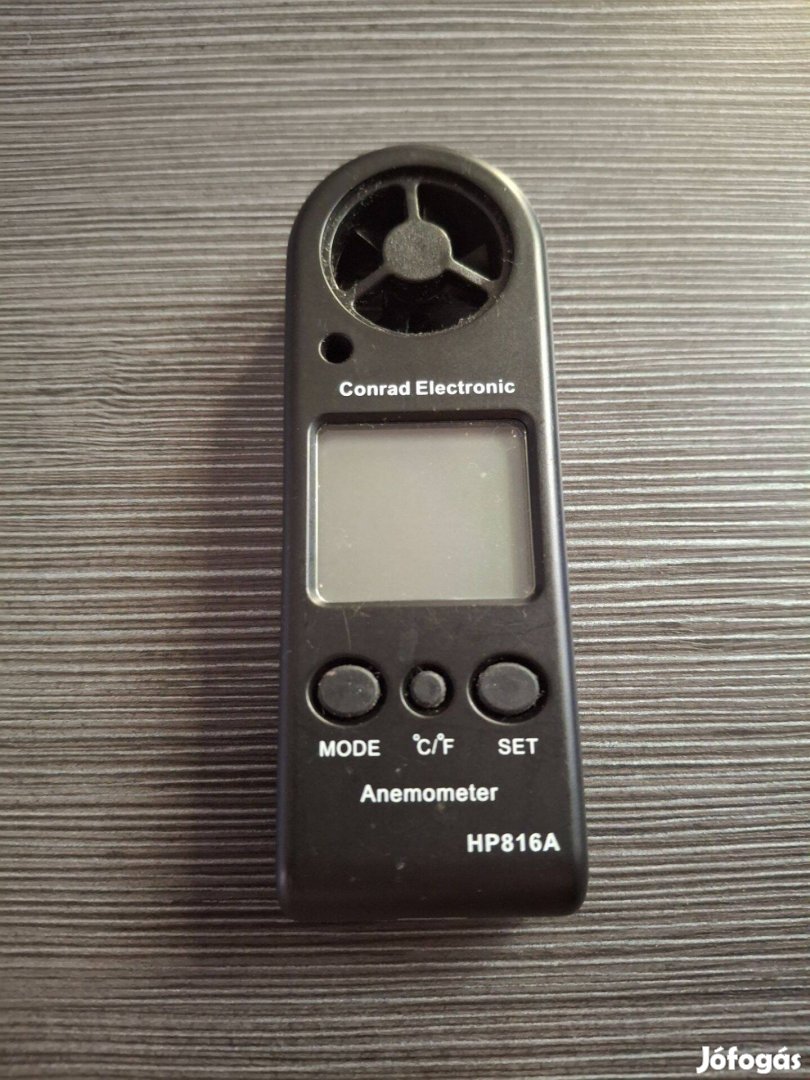 Conrad Electronic
MODE °C/°F SET
Anemometer
HP816A
Jófogás